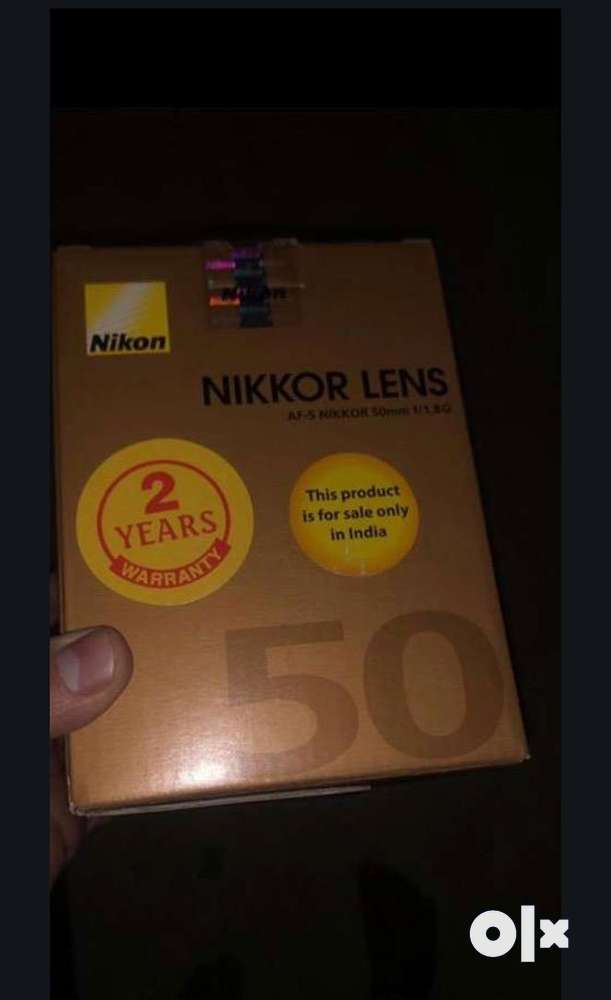 Nikon
Nikon
NIKKOR LENS
AF-S NIKKOR 50mm f/1.8G
2
YEARS
WARRANTY
This product
is for sale only
in India
50
olx